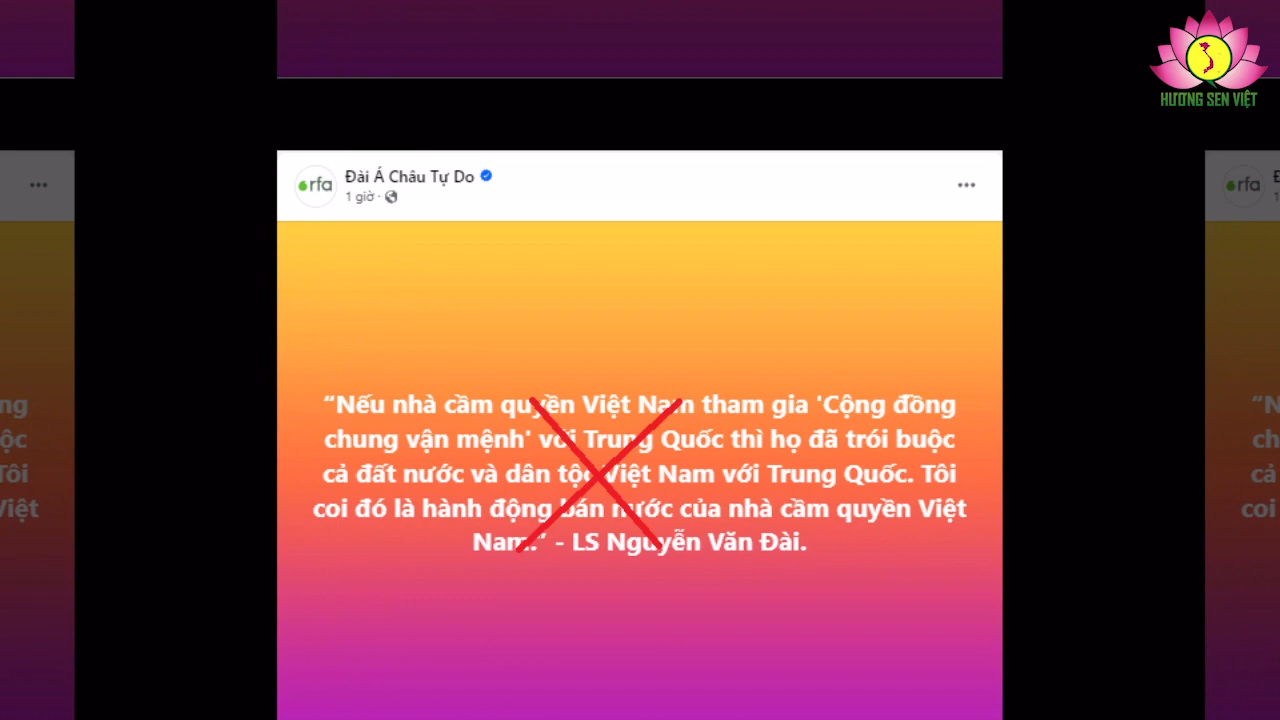 HƯƠNG SEN VIỆT
rfa
Đài Á Châu Tự Do
1 giờ
“Nếu nhà cầm quyền Việt Nam tham gia 'Cộng đồng
chung vận mệnh' với Trung Quốc thì họ đã trói buộc
cả đất nước và dân tộc Việt Nam với Trung Quốc. Tôi
coi đó là hành động bán nước của nhà cầm quyền Việt
Nam.” - LS Nguyễn Văn Đài.
rfa